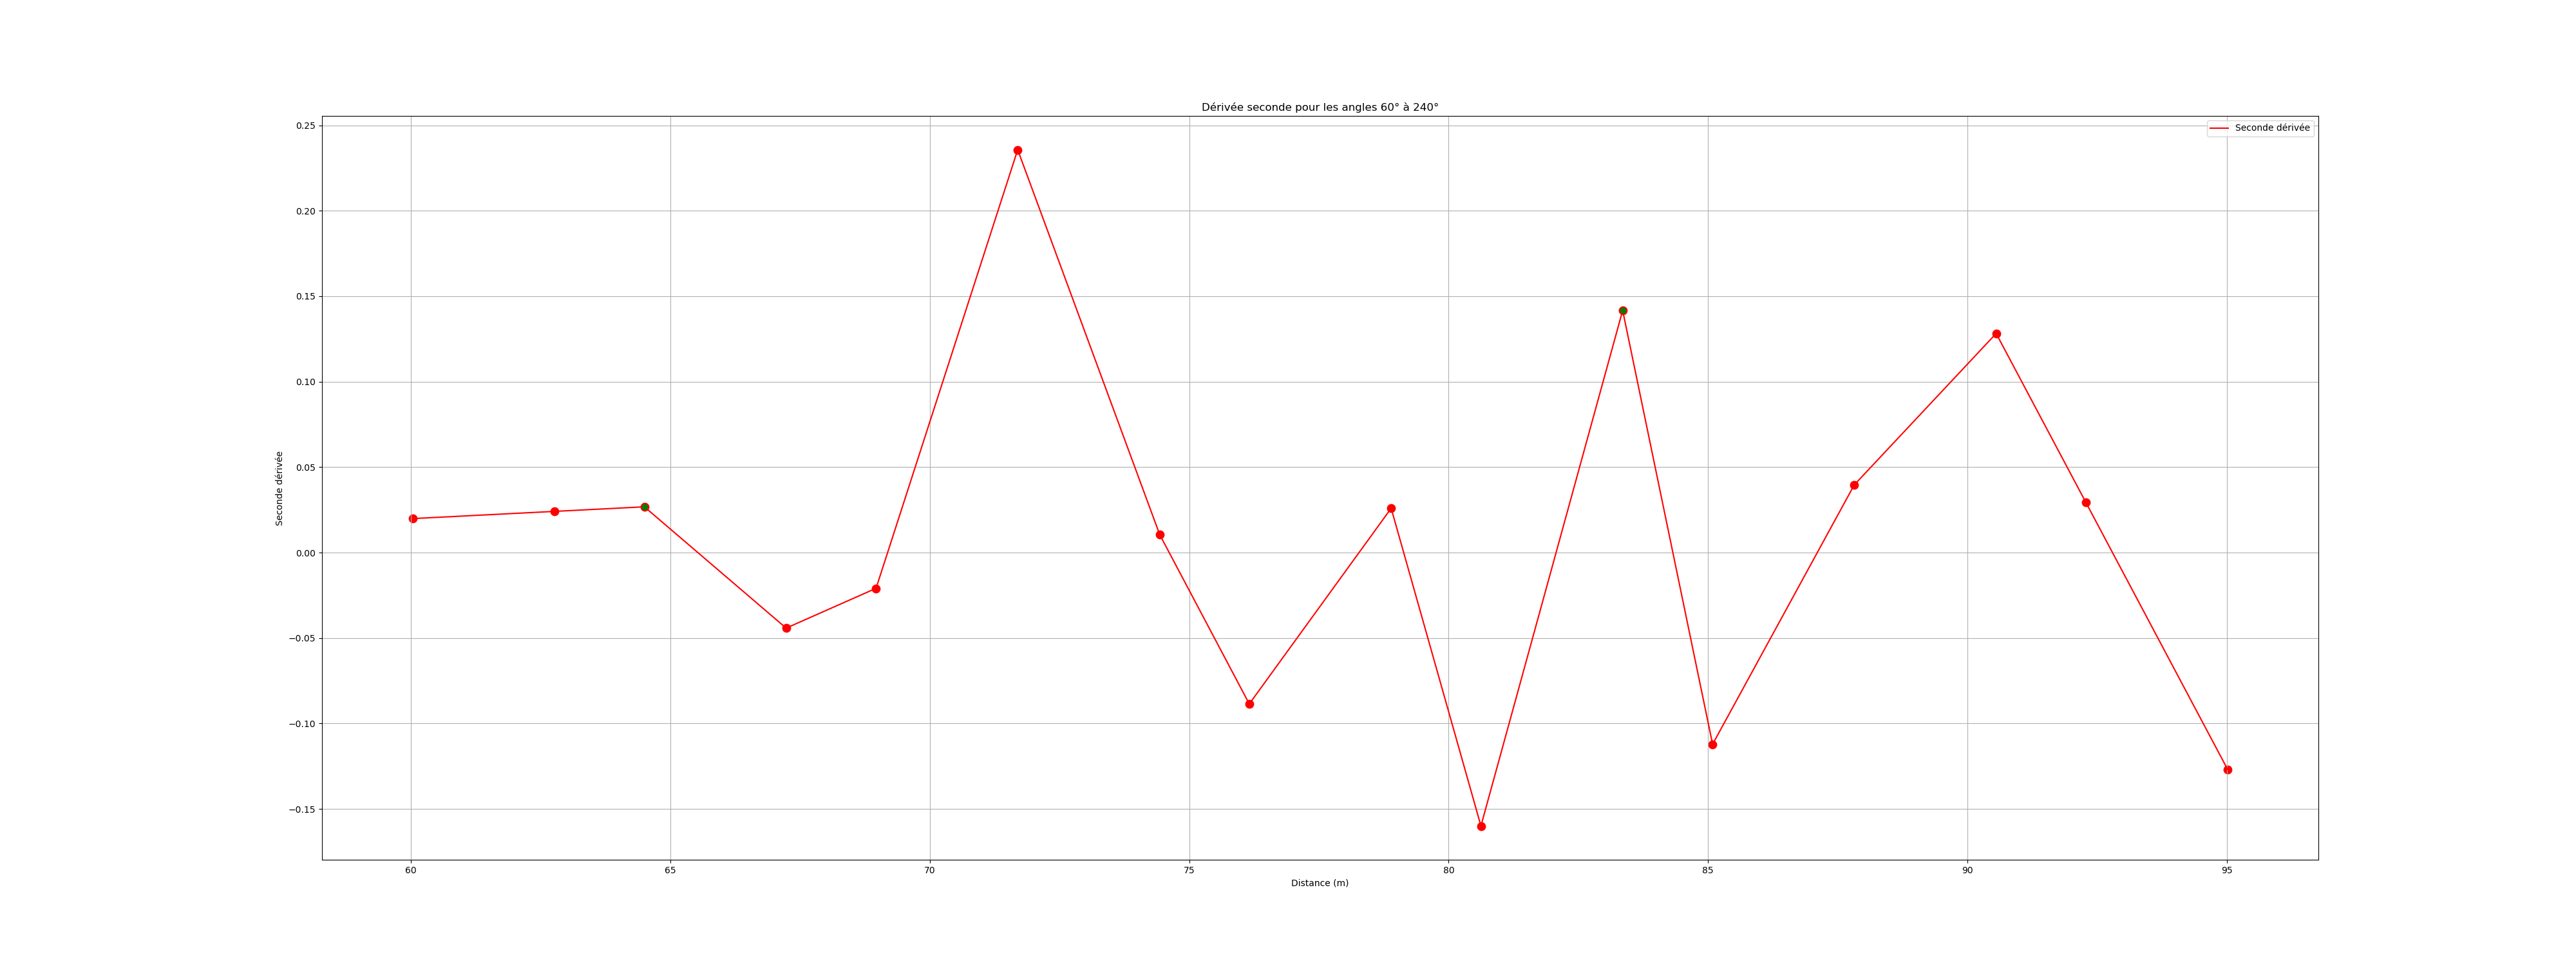 Dérivée seconde pour les angles 60° à 240°
Seconde dérivée
0.25
0.20
0.15
0.10
0.05
0.00
−0.05
−0.10
−0.15
Seconde dérivée
60 65 70 75 80 85 90 95
Distance (m)